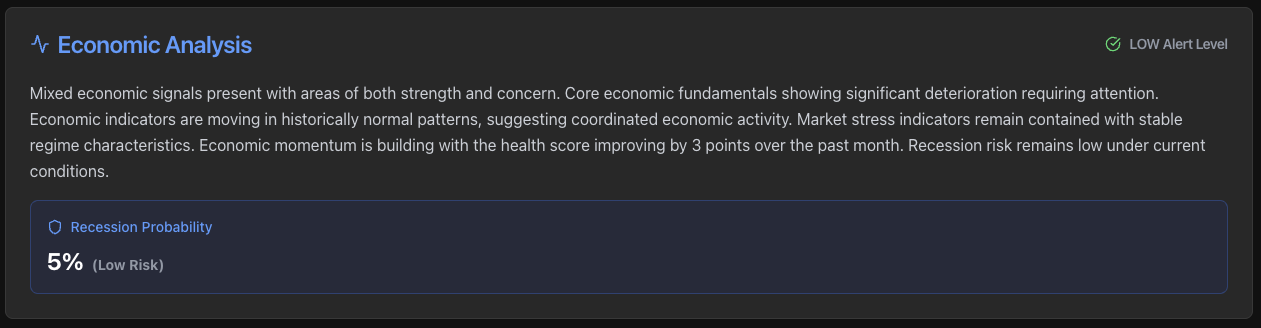 Economic Analysis
LOW Alert Level
Mixed economic signals present with areas of both strength and concern. Core economic fundamentals showing significant deterioration requiring attention.
Economic indicators are moving in historically normal patterns, suggesting coordinated economic activity. Market stress indicators remain contained with stable
regime characteristics. Economic momentum is building with the health score improving by 3 points over the past month. Recession risk remains low under current
conditions.
Recession Probability
5% (Low Risk)